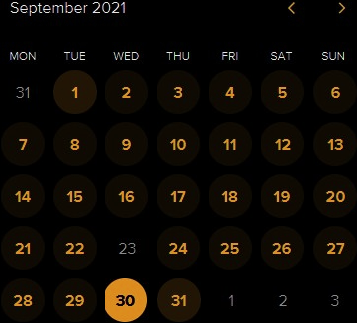 September 2021
MON TUE WED THU FRI SAT SUN
31 1 2 3 4 5 6
7 8 9 10 11 12 13
14 15 16 17 18 19 20
21 22 23 24 25 26 27
28 29 30 31 1 2 3